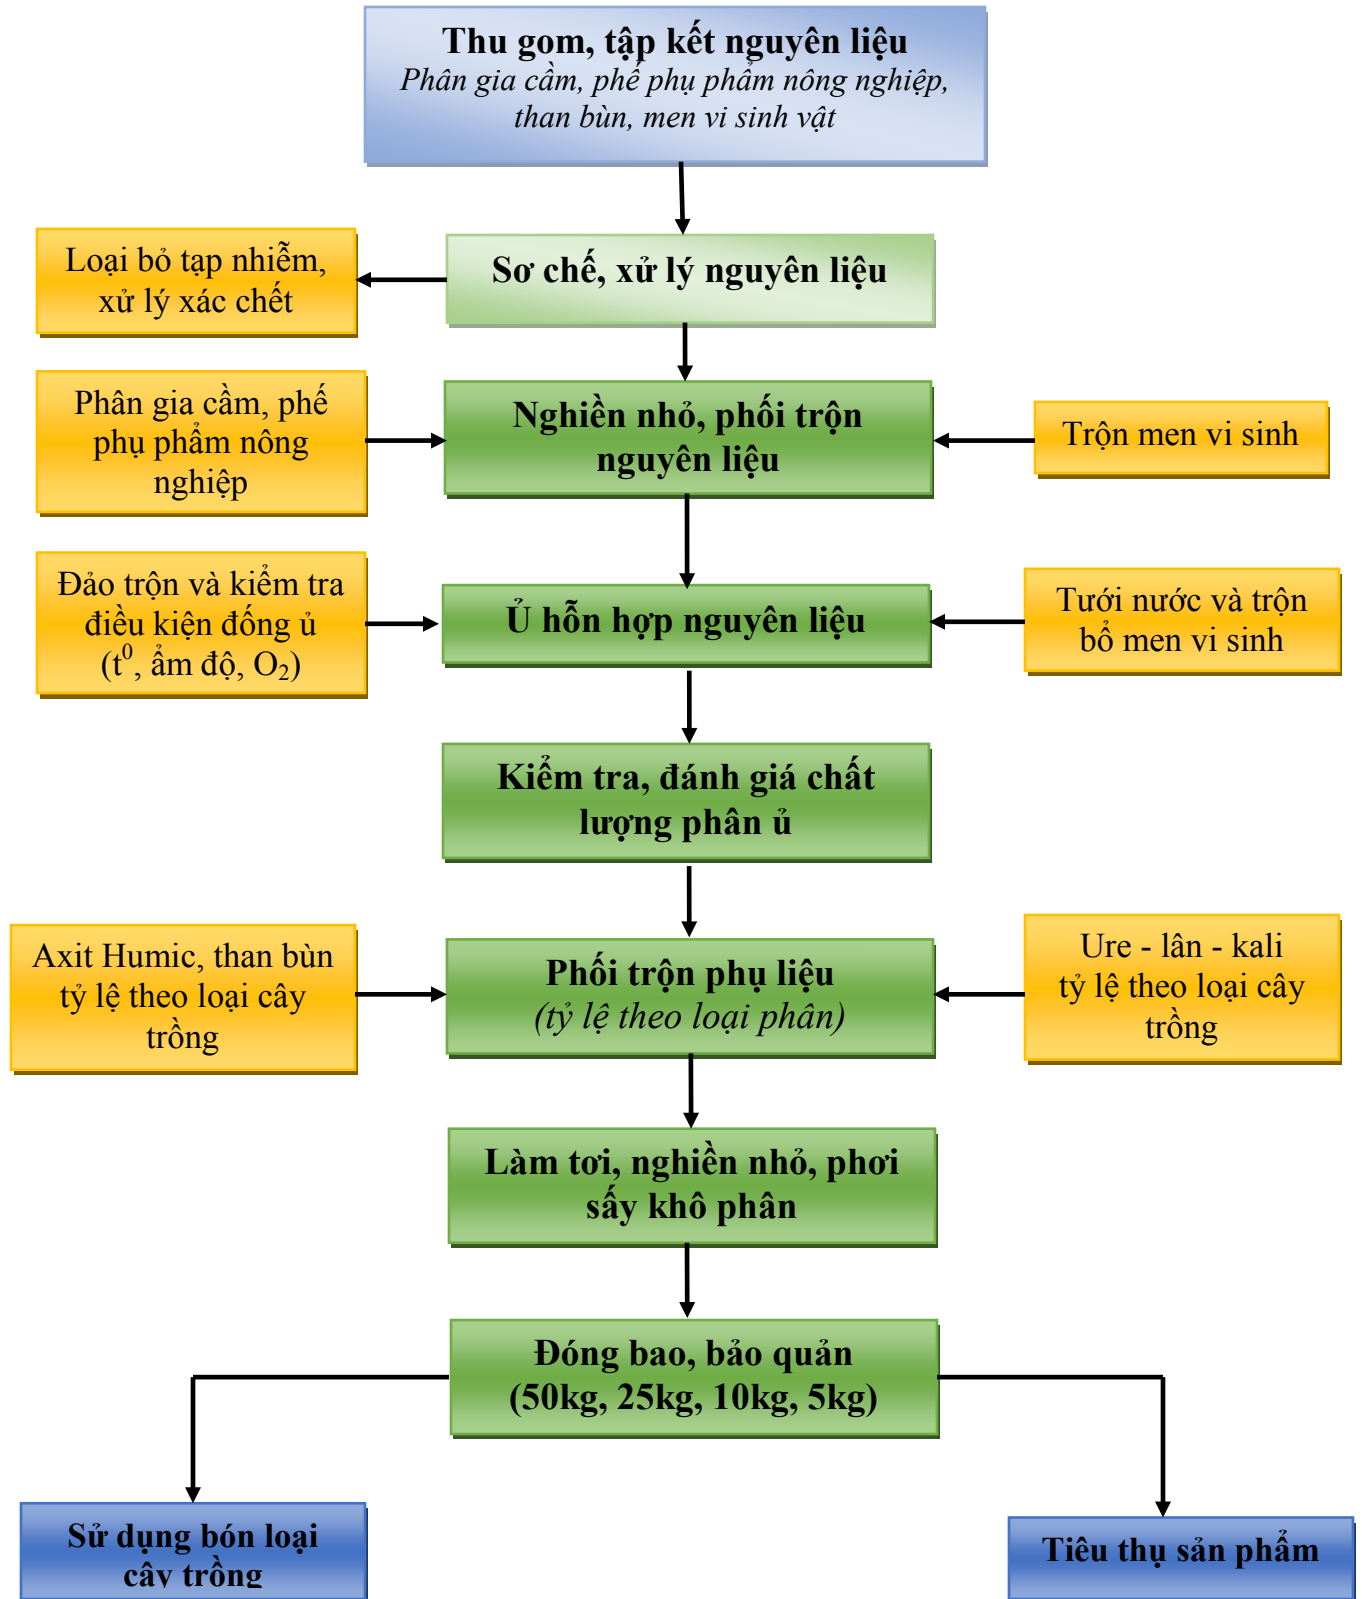 Thu gom, tập kết nguyên liệu
Phân gia cầm, phế phụ phẩm nông nghiệp,
than bùn, men vi sinh vật
Loại bỏ tạp nhiễm,
xử lý xác chết
Sơ chế, xử lý nguyên liệu
Phân gia cầm, phế
phụ phẩm nông
nghiệp
Nghiền nhỏ, phối trộn
nguyên liệu
Trộn men vi sinh
Đảo trộn và kiểm tra
điều kiện đống ủ
(t⁰, ẩm độ, O₂)
Ủ hỗn hợp nguyên liệu
Tưới nước và trộn
bổ men vi sinh
Kiểm tra, đánh giá chất
lượng phân ủ
Axit Humic, than bùn
tỷ lệ theo loại cây
trồng
Phối trộn phụ liệu
(tỷ lệ theo loại phân)
Ure - lân - kali
tỷ lệ theo loại cây
trồng
Làm tơi, nghiền nhỏ, phơi
sấy khô phân
Đóng bao, bảo quản
(50kg, 25kg, 10kg, 5kg)
Sử dụng bón loại
cây trồng
Tiêu thụ sản phẩm